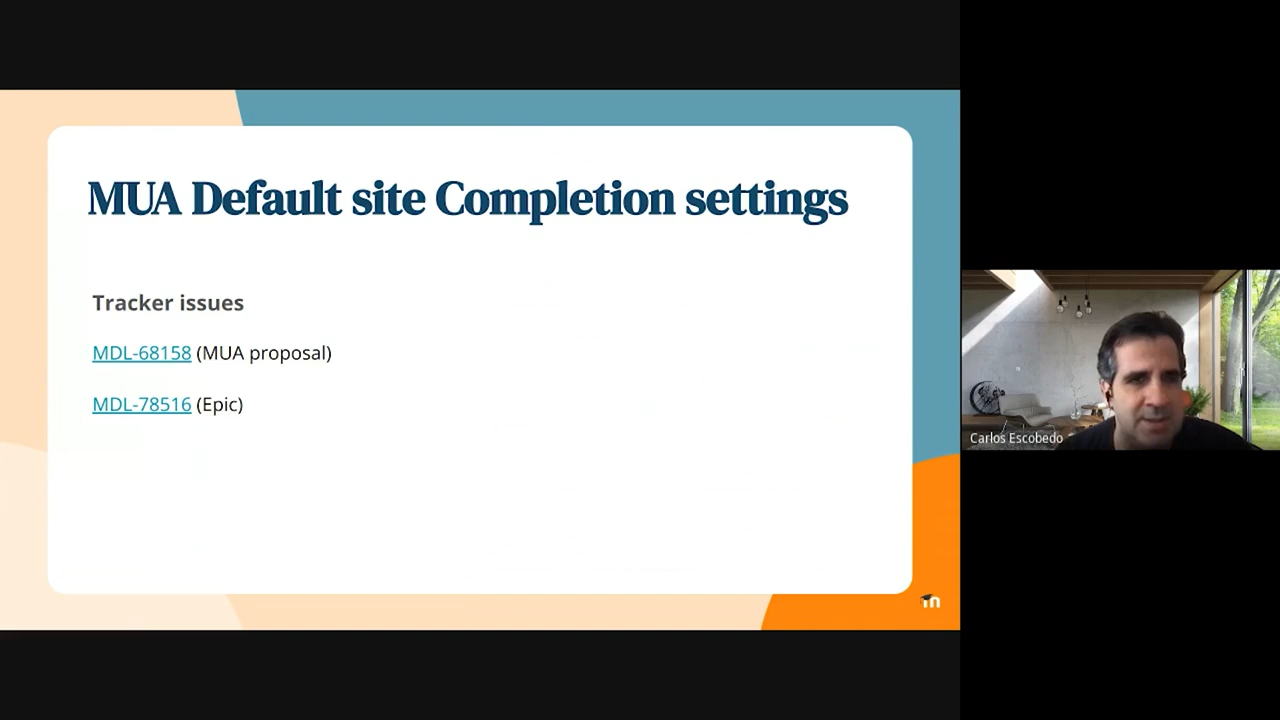 MUA Default site Completion settings
Tracker issues
MDL-68158 (MUA proposal)
MDL-78516 (Epic)
m
Carlos Escobedo